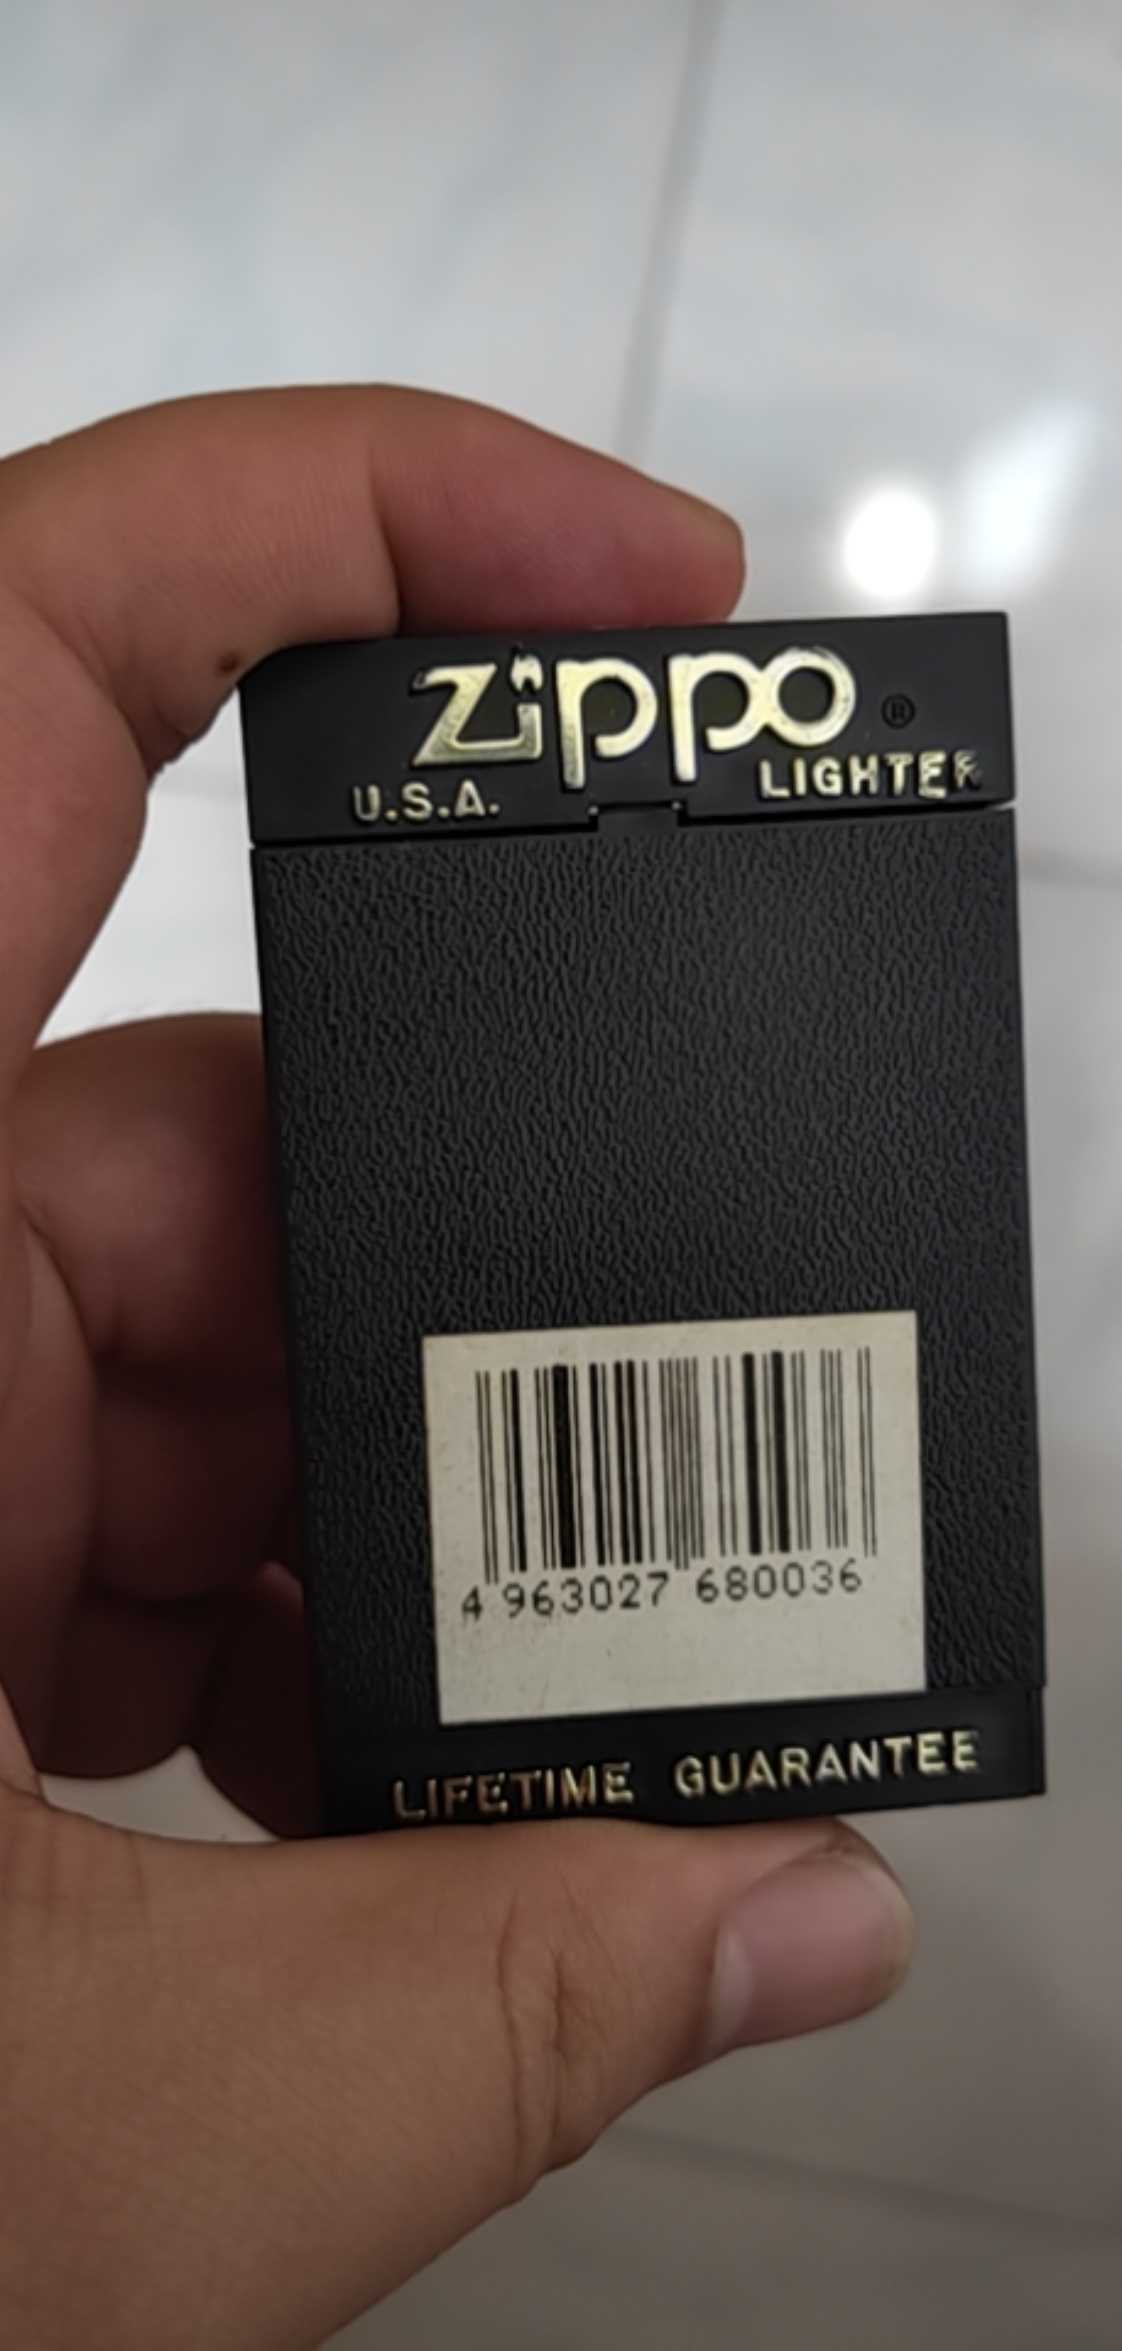 zippo ®
U.S.A. LIGHTER
4 963027 680036
LIFETIME GUARANTEE